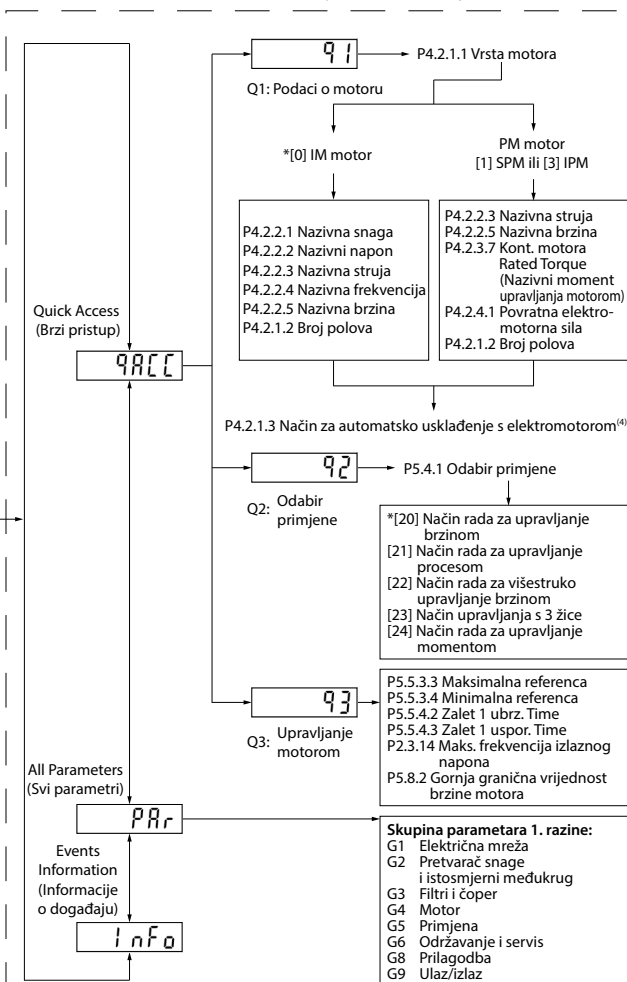 q1
P4.2.1.1 Vrsta motora
Q1: Podaci o motoru
*[0] IM motor
PM motor
[1] SPM ili [3] IPM
P4.2.2.1 Nazivna snaga
P4.2.2.2 Nazivni napon
P4.2.2.3 Nazivna struja
P4.2.2.4 Nazivna frekvencija
P4.2.2.5 Nazivna brzina
P4.2.1.2 Broj polova
P4.2.2.3 Nazivna struja
P4.2.2.5 Nazivna brzina
P4.2.3.7 Kont. motora
Rated Torque
(Nazivni moment
upravljanja motorom)
P4.2.4.1 Povratna elektro-
motorna sila
P4.2.1.2 Broj polova
Quick Access
(Brzi pristup)
qACC
P4.2.1.3 Način za automatsko usklađenje s elektromotorom(4)
q2
P5.4.1 Odabir primjene
Q2: Odabir
primjene
*[20] Način rada za upravljanje
brzinom
[21] Način rada za upravljanje
procesom
[22] Način rada za višestruko
upravljanje brzinom
[23] Način upravljanja s 3 žice
[24] Način rada za upravljanje
momentom
q3
Q3: Upravljanje
motorom
P5.5.3.3 Maksimalna referenca
P5.5.3.4 Minimalna referenca
P5.5.4.2 Zalet 1 ubrz. Time
P5.5.4.3 Zalet 1 uspor. Time
P2.3.14 Maks. frekvencija izlaznog
napona
P5.8.2 Gornja granična vrijednost
brzine motora
All Parameters
(Svi parametri)
PAr
Events
Information
(Informacije
o događaju)
InFo
Skupina parametara 1. razine:
G1 Električna mreža
G2 Pretvarač snage
i istosmjerni međukrug
G3 Filtri i čoper
G4 Motor
G5 Primjena
G6 Održavanje i servis
G8 Prilagodba
G9 Ulaz/izlaz